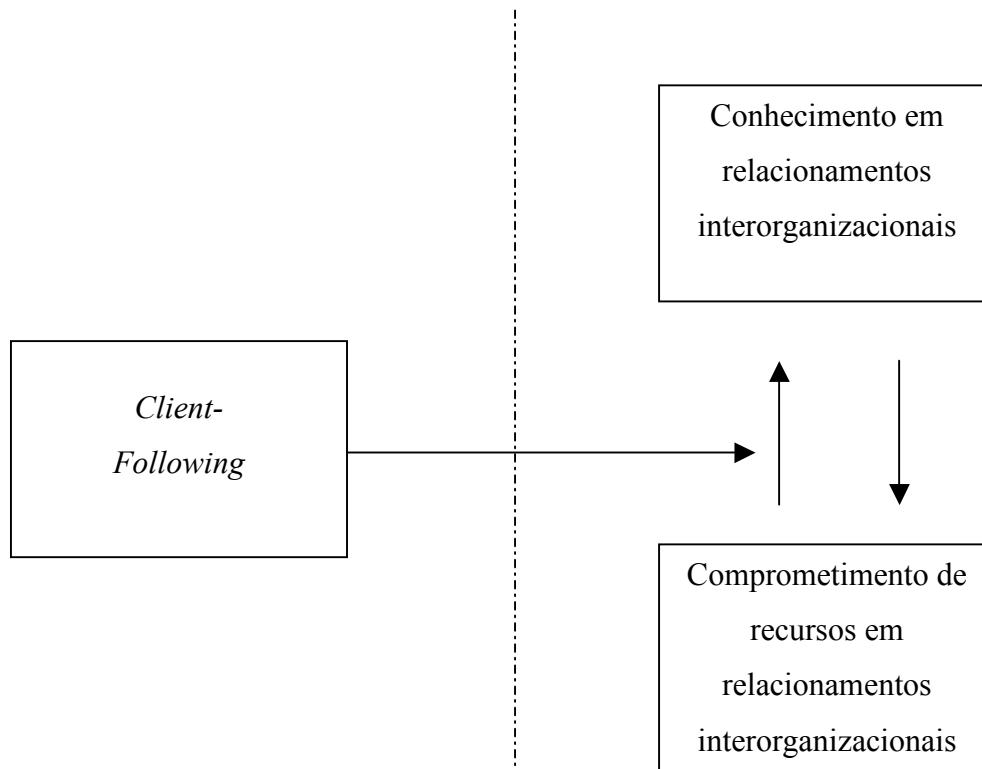 Conhecimento em
relacionamentos
interorganizacionais
Client-
Following
Comprometimento de
recursos em
relacionamentos
interorganizacionais